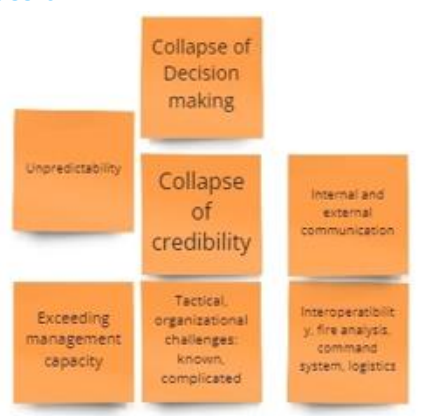 Collapse of
Decision
making
Unpredictability
Collapse
of
credibility
Internal and
external
communication
Exceeding
management
capacity
Tactical,
organizational
challenges:
known,
complicated
Interoperatibilit
y, fire analysis,
command
system, logistics